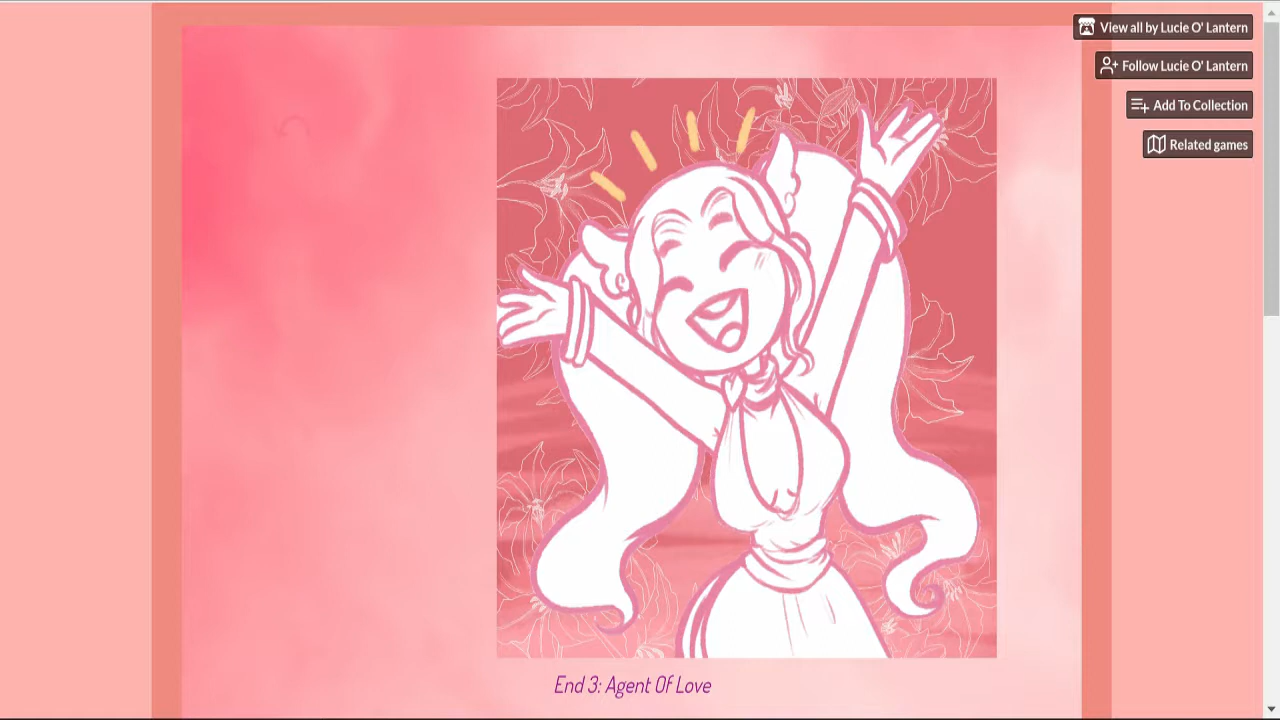 View all by Lucie O' Lantern
Follow Lucie O' Lantern
Add To Collection
Related games
End 3: Agent Of Love